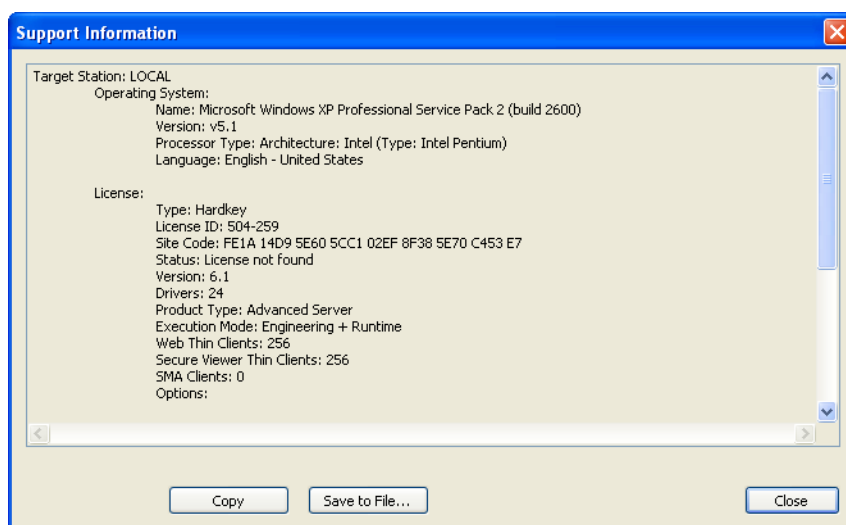 Support Information
Target Station: LOCAL
Operating System:
Name: Microsoft Windows XP Professional Service Pack 2 (build 2600)
Version: v5.1
Processor Type: Architecture: Intel (Type: Intel Pentium)
Language: English - United States
License:
Type: Hardkey
License ID: 504-259
Site Code: FE1A 14D9 5E60 5CC1 02EF 8F38 5E70 C453 E7
Status: License not found
Version: 6.1
Drivers: 24
Product Type: Advanced Server
Execution Mode: Engineering + Runtime
Web Thin Clients: 256
Secure Viewer Thin Clients: 256
SMA Clients: 0
Options:
Copy Save to File... Close